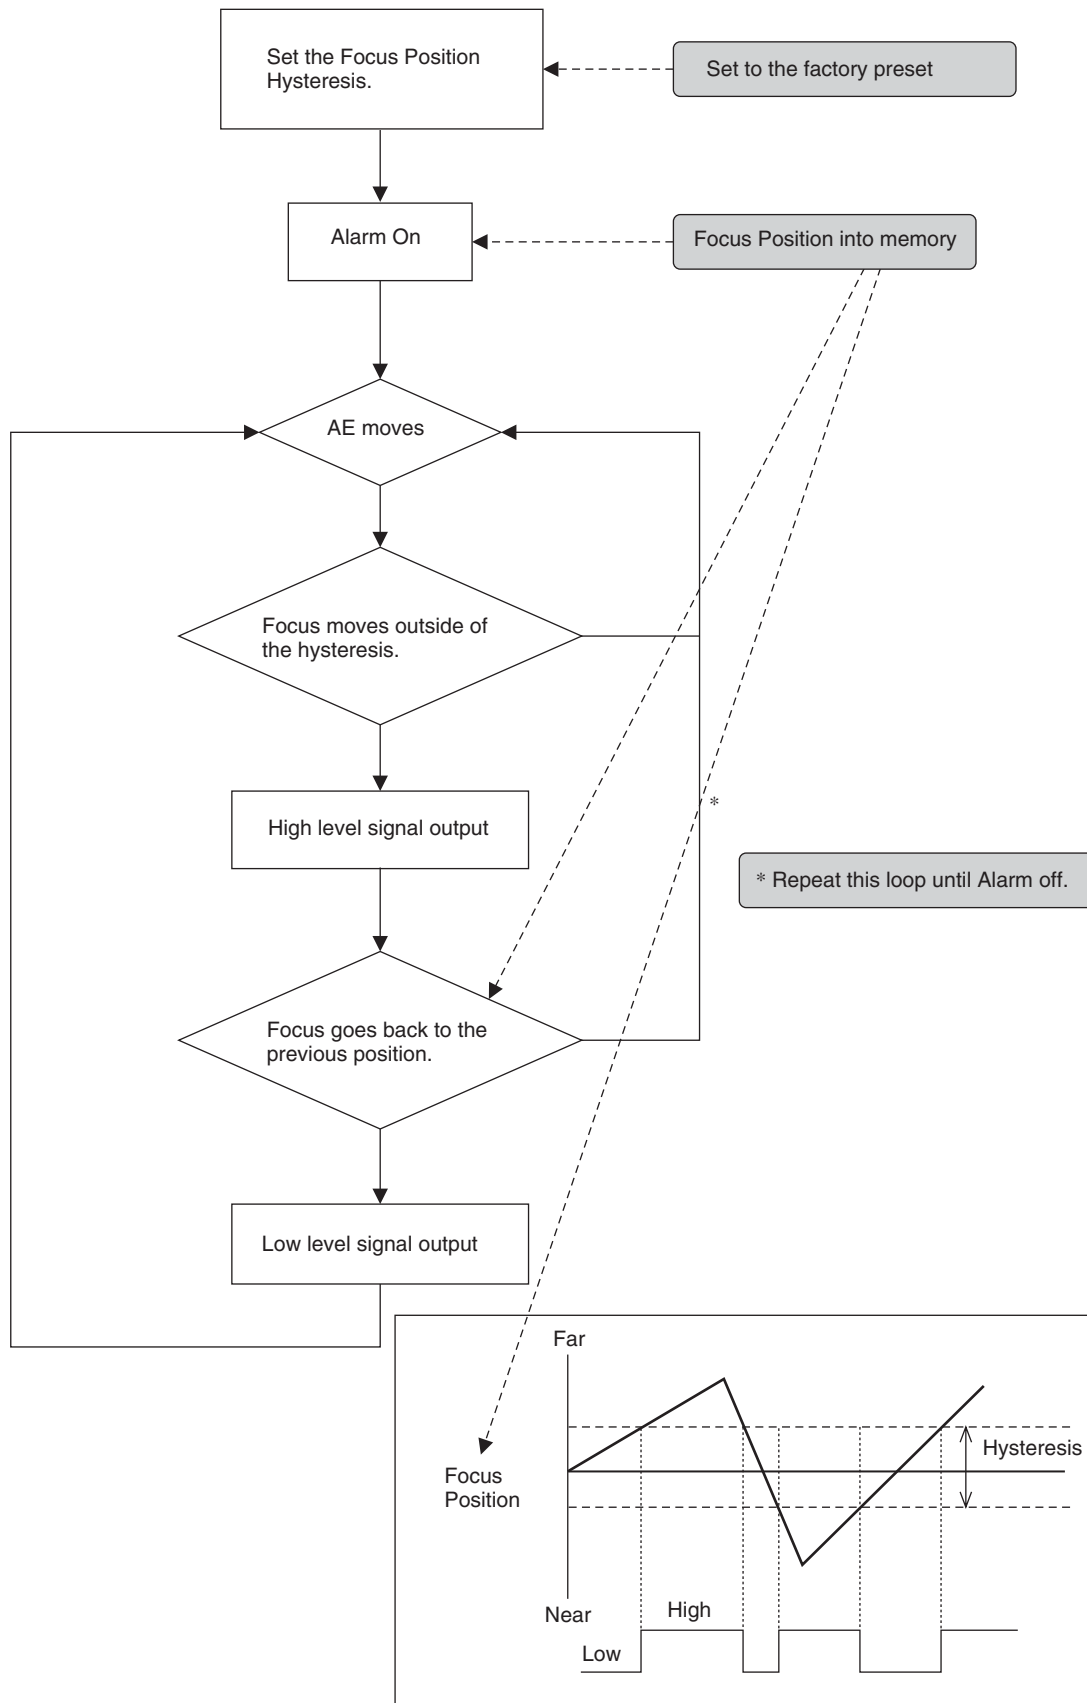 Set the Focus Position
Hysteresis.
Set to the factory preset
Alarm On
Focus Position into memory
AE moves
Focus moves outside of
the hysteresis.
High level signal output
*
* Repeat this loop until Alarm off.
Focus goes back to the
previous position.
Low level signal output
Far
Hysteresis
Focus
Position
Near
High
Low